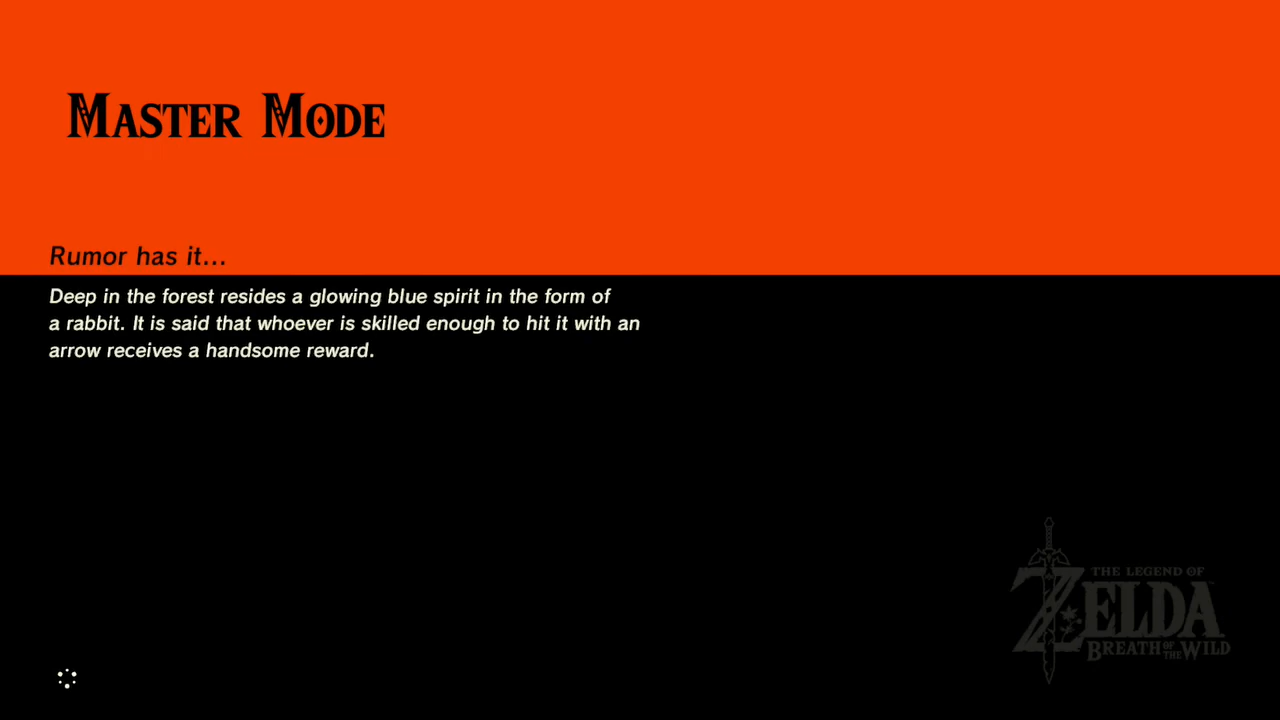 MASTER MODE
Rumor has it...
Deep in the forest resides a glowing blue spirit in the form of
a rabbit. It is said that whoever is skilled enough to hit it with an
arrow receives a handsome reward.
THE LEGEND OF
ZELDA
BREATH OF THE WILD